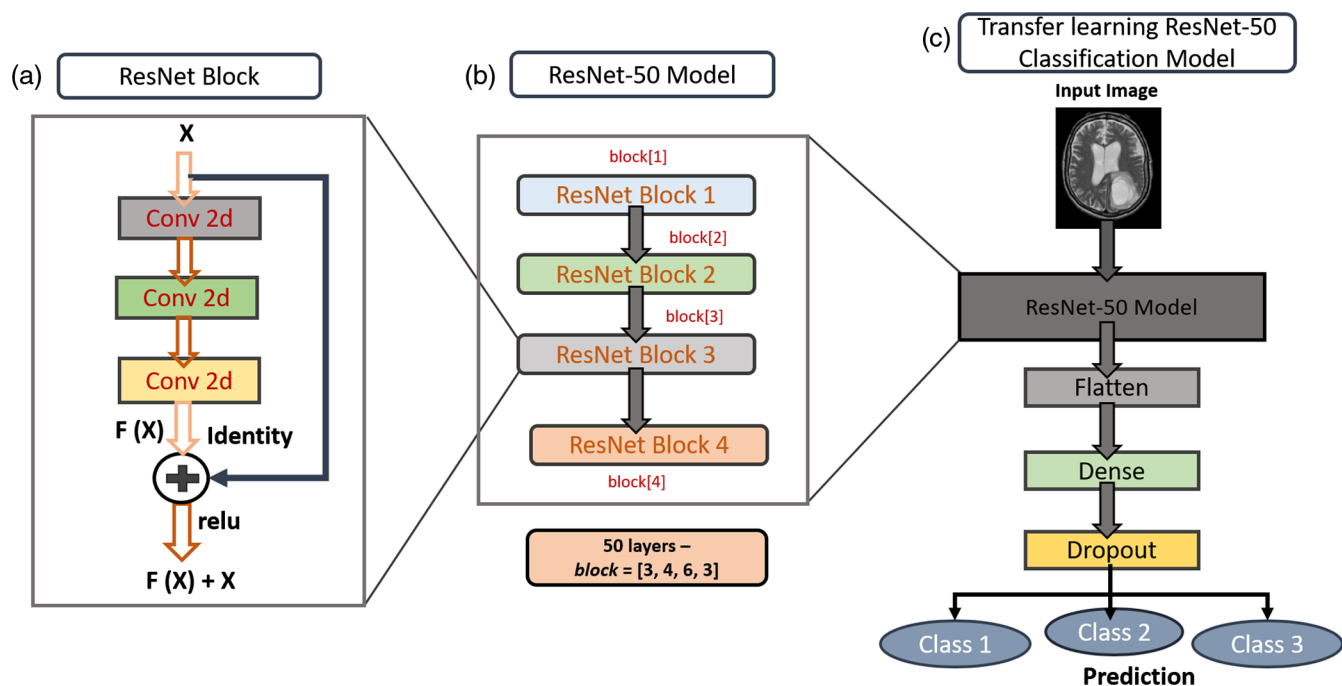 (a)
ResNet Block
X
Conv 2d
Conv 2d
Conv 2d
F (X)
Identity
relu
F (X) + X
(b)
ResNet-50 Model
block[1]
ResNet Block 1
block[2]
ResNet Block 2
block[3]
ResNet Block 3
ResNet Block 4
block[4]
50 layers –
block = [3, 4, 6, 3]
(c)
Transfer learning ResNet-50
Classification Model
Input Image
ResNet-50 Model
Flatten
Dense
Dropout
Class 1
Class 2
Class 3
Prediction